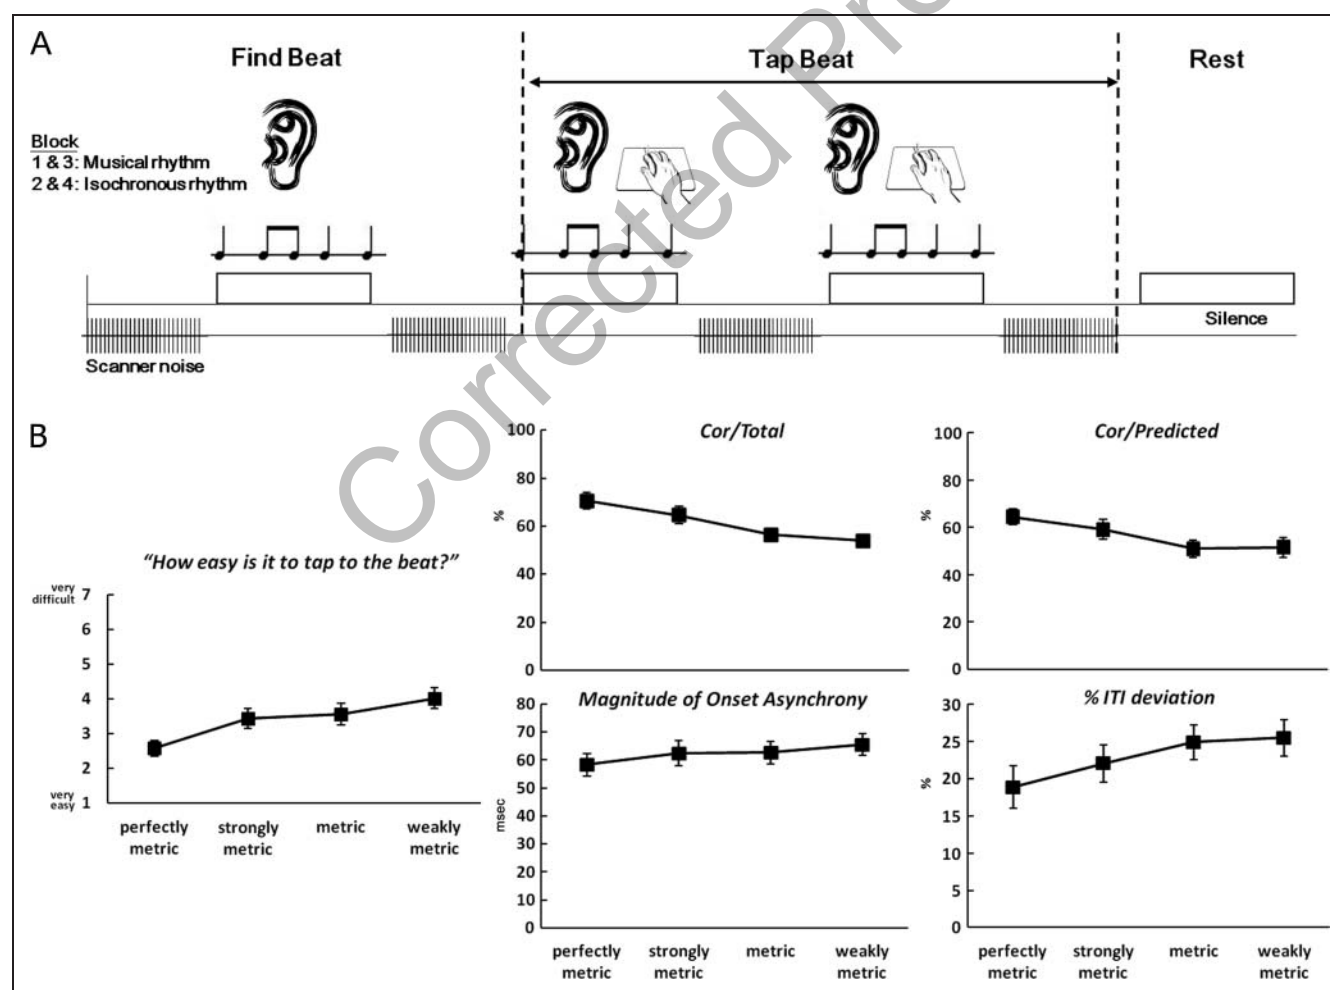 A
Find Beat
Tap Beat
Rest
Block
1 & 3: Musical rhythm
2 & 4: Isochronous rhythm
Silence
Scanner noise
Corrected Pro
B
"How easy is it to tap to the beat?"
very
difficult 7
6
5
4
3
2
very
easy 1
perfectly
metric
strongly
metric
metric
weakly
metric
Cor/Total
%
100
80
60
40
20
0
Cor/Predicted
%
100
80
60
40
20
0
Magnitude of Onset Asynchrony
msec
80
70
60
50
40
30
20
10
0
perfectly
metric
strongly
metric
metric
weakly
metric
% ITI deviation
%
30
25
20
15
10
5
0
perfectly
metric
strongly
metric
metric
weakly
metric